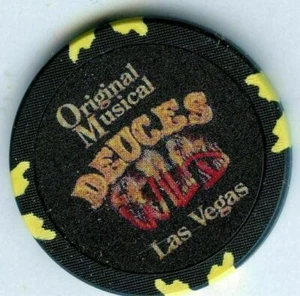 Original
Musical
DEUCES
WILD
Las Vegas